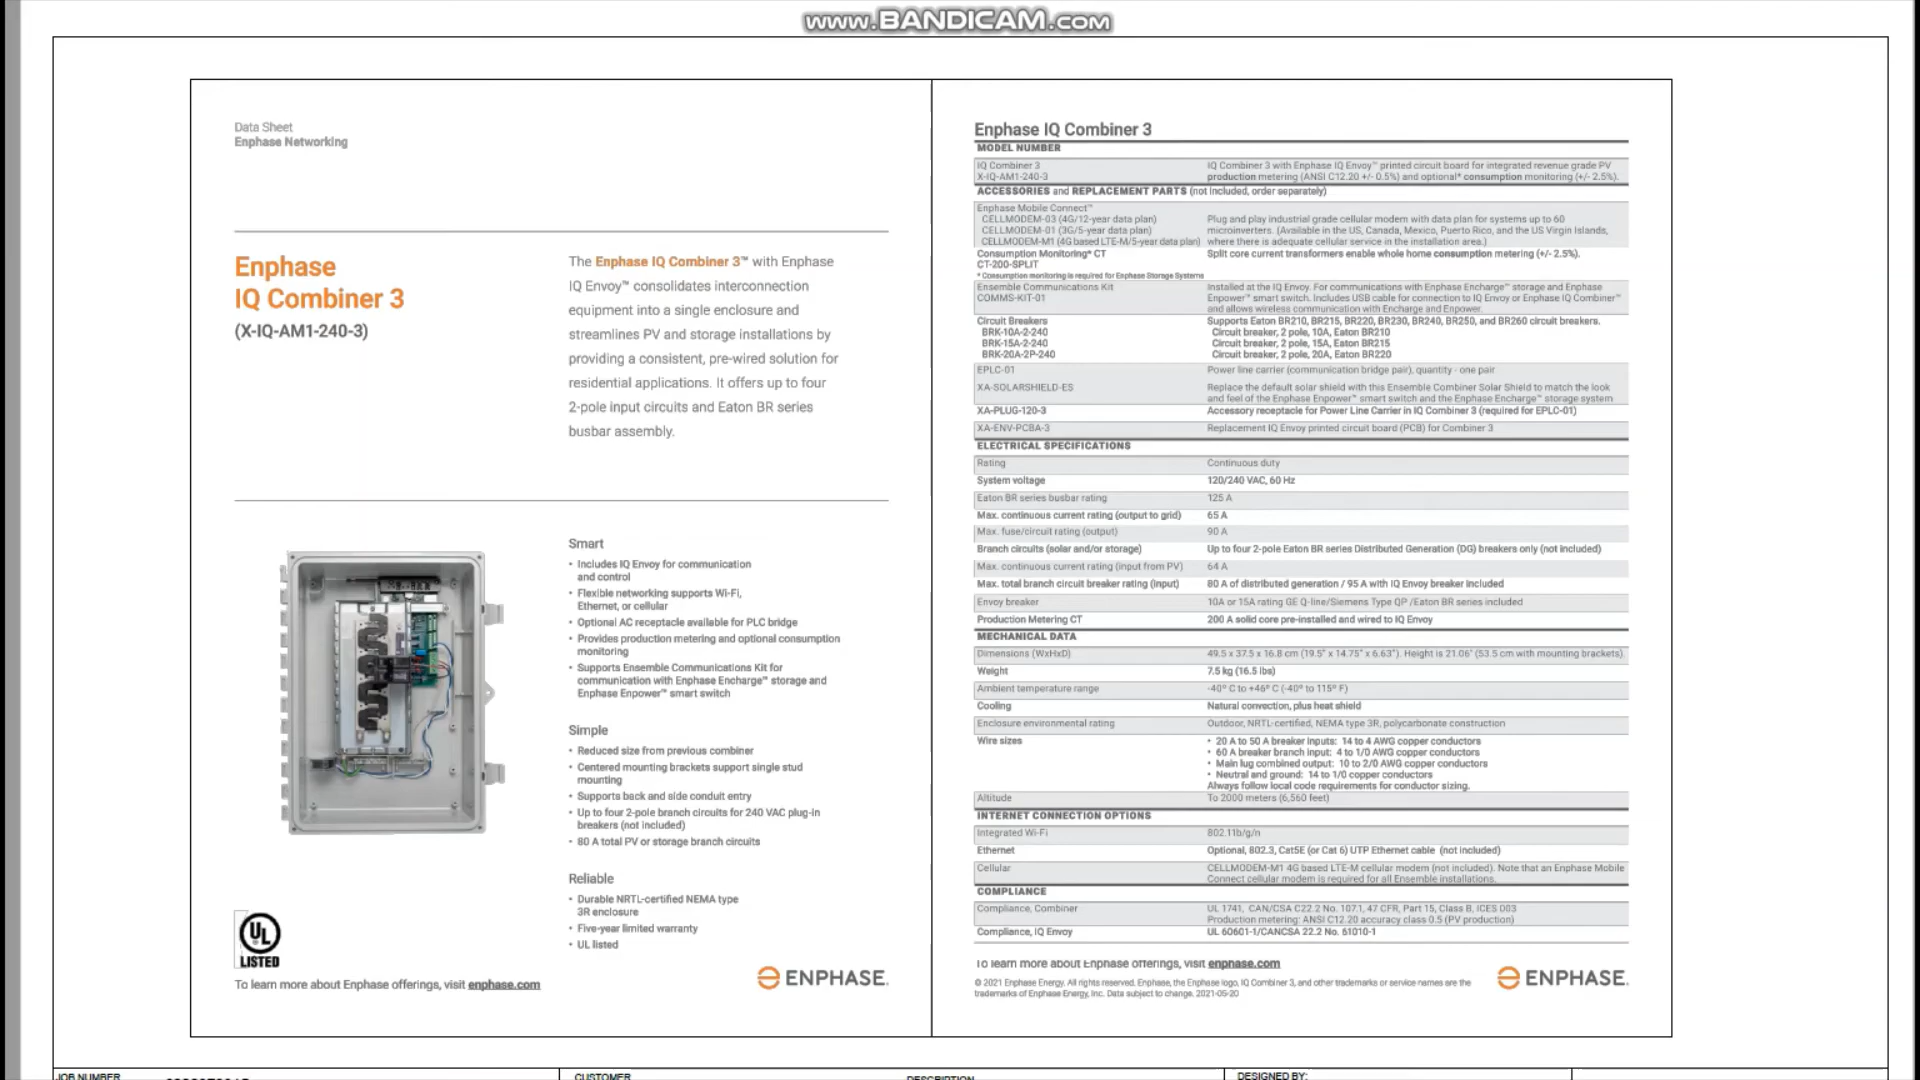 www.BANDICAM.com
Data Sheet
Enphase Networking
Enphase
IQ Combiner 3
(X-IQ-AM1-240-3)
The Enphase IQ Combiner 3™ with Enphase
IQ Envoy™ consolidates interconnection
equipment into a single enclosure and
streamlines PV and storage installations by
providing a consistent, pre-wired solution for
residential applications. It offers up to four
2-pole input circuits and Eaton BR series
busbar assembly.
Smart
• Includes IQ Envoy for communication
and control
• Flexible networking supports Wi-Fi,
Ethernet, or cellular
• Optional AC receptacle available for PLC bridge
• Provides production metering and optional consumption
monitoring
• Supports Ensemble Communications Kit for
communication with Enphase Encharge™ storage and
Enphase Enpower™ smart switch
Simple
• Reduced size from previous combiner
• Centered mounting brackets support single stud
mounting
• Supports back and side conduit entry
• Up to four 2-pole branch circuits for 240 VAC plug-in
breakers (not included)
• 80 A total PV or storage branch circuits
Reliable
• Durable NRTL-certified NEMA type
3R enclosure
• Five-year limited warranty
• UL listed
UL
LISTED
To learn more about Enphase offerings, visit enphase.com
ENPHASE.
Enphase IQ Combiner 3
MODEL NUMBER
IQ Combiner 3 IQ Combiner 3 with Enphase IQ Envoy™ printed circuit board for integrated revenue grade PV
X-IQ-AM1-240-3 production metering (ANSI C12.20 +/- 0.5%) and optional* consumption monitoring (+/- 2.5%).
ACCESSORIES and REPLACEMENT PARTS (not included, order separately)
Enphase Mobile Connect™
CELLMODEM-03 (4G/12-year data plan) Plug and play industrial grade cellular modem with data plan for systems up to 60
CELLMODEM-01 (3G/5-year data plan) microinverters. (Available in the US, Canada, Mexico, Puerto Rico, and the US Virgin Islands,
CELLMODEM-M1 (4G based LTE-M/5-year data plan) where there is adequate cellular service in the installation area.)
Consumption Monitoring* CT Split core current transformers enable whole home consumption metering (+/- 2.5%).
CT-200-SPLIT
* Consumption monitoring is required for Enphase Storage Systems
Ensemble Communications Kit Installed at the IQ Envoy. For communications with Enphase Encharge™ storage and Enphase
COMMS-KIT-01 Enpower™ smart switch. Includes USB cable for connection to IQ Envoy or Enphase IQ Combiner™
and allows wireless communication with Encharge and Enpower.
Circuit Breakers Supports Eaton BR210, BR215, BR220, BR230, BR240, BR250, and BR260 circuit breakers.
BRK-10A-2-240 Circuit breaker, 2 pole, 10A, Eaton BR210
BRK-15A-2-240 Circuit breaker, 2 pole, 15A, Eaton BR215
BRK-20A-2P-240 Circuit breaker, 2 pole, 20A, Eaton BR220
EPLC-01 Power line carrier (communication bridge pair), quantity - one pair
XA-SOLARSHIELD-ES Replace the default solar shield with this Ensemble Combiner Solar Shield to match the look
and feel of the Enphase Enpower™ smart switch and the Enphase Encharge™ storage system
XA-PLUG-120-3 Accessory receptacle for Power Line Carrier in IQ Combiner 3 (required for EPLC-01)
XA-ENV-PCBA-3 Replacement IQ Envoy printed circuit board (PCB) for Combiner 3
ELECTRICAL SPECIFICATIONS
Rating Continuous duty
System voltage 120/240 VAC, 60 Hz
Eaton BR series busbar rating 125 A
Max. continuous current rating (output to grid) 65 A
Max. fuse/circuit rating (output) 90 A
Branch circuits (solar and/or storage) Up to four 2-pole Eaton BR series Distributed Generation (DG) breakers only (not included)
Max. continuous current rating (input from PV) 64 A
Max. total branch circuit breaker rating (input) 80 A of distributed generation / 95 A with IQ Envoy breaker included
Envoy breaker 10A or 15A rating GE Q-line/Siemens Type QP /Eaton BR series included
Production Metering CT 200 A solid core pre-installed and wired to IQ Envoy
MECHANICAL DATA
Dimensions (WxHxD) 49.5 x 37.5 x 16.8 cm (19.5" x 14.75" x 6.63"). Height is 21.06" (53.5 cm with mounting brackets).
Weight 7.5 kg (16.5 lbs)
Ambient temperature range -40º C to +46º C (-40º to 115º F)
Cooling Natural convection, plus heat shield
Enclosure environmental rating Outdoor, NRTL-certified, NEMA type 3R, polycarbonate construction
Wire sizes • 20 A to 50 A breaker inputs: 14 to 4 AWG copper conductors
• 60 A breaker branch input: 4 to 1/0 AWG copper conductors
• Main lug combined output: 10 to 2/0 AWG copper conductors
• Neutral and ground: 14 to 1/0 copper conductors
Always follow local code requirements for conductor sizing.
Altitude To 2000 meters (6,560 feet)
INTERNET CONNECTION OPTIONS
Integrated Wi-Fi 802.11b/g/n
Ethernet Optional, 802.3, Cat5E (or Cat 6) UTP Ethernet cable (not included)
Cellular CELLMODEM-M1 4G based LTE-M cellular modem (not included). Note that an Enphase Mobile
Connect cellular modem is required for all Ensemble installations.
COMPLIANCE
Compliance, Combiner UL 1741, CAN/CSA C22.2 No. 107.1, 47 CFR, Part 15, Class B, ICES 003
Production metering: ANSI C12.20 accuracy class 0.5 (PV production)
Compliance, IQ Envoy UL 60601-1/CANCSA 22.2 No. 61010-1
To learn more about Enphase offerings, visit enphase.com
© 2021 Enphase Energy. All rights reserved. Enphase, the Enphase logo, IQ Combiner 3, and other trademarks or service names are the
trademarks of Enphase Energy, Inc. Data subject to change. 2021-05-20
ENPHASE.
JOB NUMBER CUSTOMER DESCRIPTION DESIGNED BY: